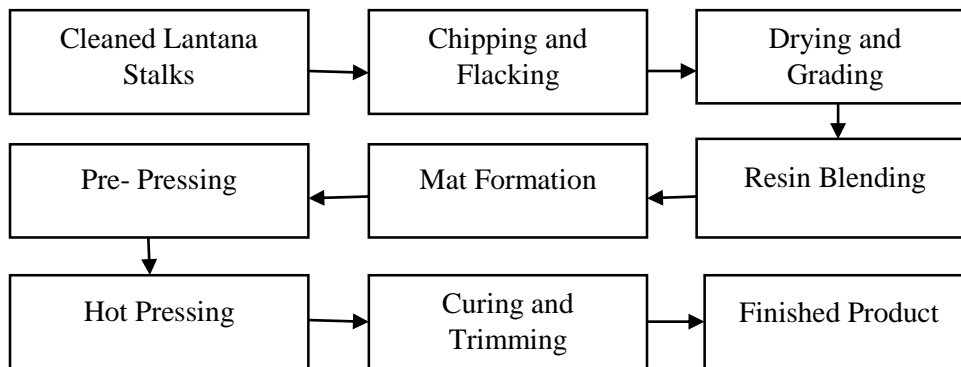 Cleaned Lantana
Stalks
Chipping and
Flacking
Drying and
Grading
Resin Blending
Mat Formation
Pre- Pressing
Hot Pressing
Curing and
Trimming
Finished Product